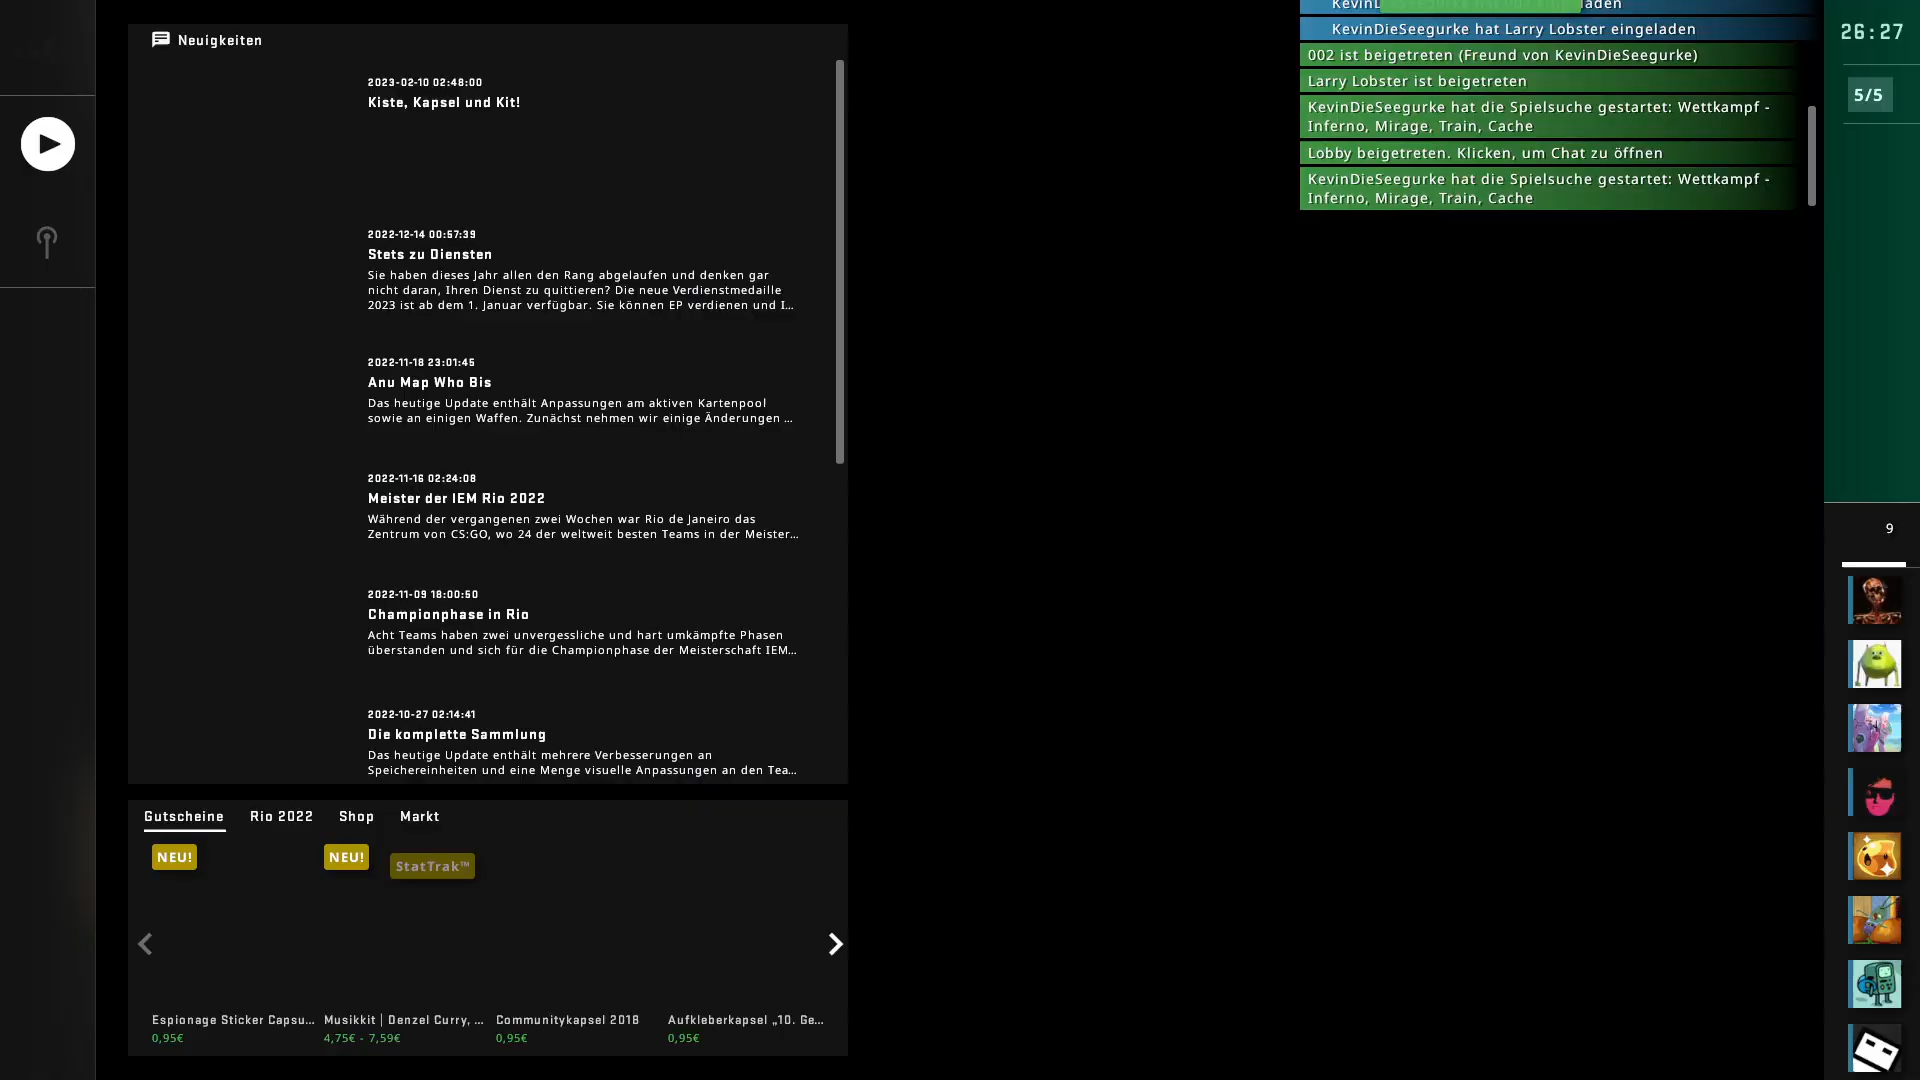 Neuigkeiten
2023-02-10 02:48:00
Kiste, Kapsel und Kit!
2022-12-14 00:57:39
Stets zu Diensten
Sie haben dieses Jahr allen den Rang abgelaufen und denken gar
nicht daran, Ihren Dienst zu quittieren? Die neue Verdienstmedaille
2023 ist ab dem 1. Januar verfügbar. Sie können EP verdienen und I...
2022-11-18 23:01:45
Anu Map Who Bis
Das heutige Update enthält Anpassungen am aktiven Kartenpool
sowie an einigen Waffen. Zunächst nehmen wir einige Änderungen ...
2022-11-16 02:24:08
Meister der IEM Rio 2022
Während der vergangenen zwei Wochen war Rio de Janeiro das
Zentrum von CS:GO, wo 24 der weltweit besten Teams in der Meister...
2022-11-09 18:00:50
Championphase in Rio
Acht Teams haben zwei unvergessliche und hart umkämpfte Phasen
überstanden und sich für die Championphase der Meisterschaft IEM...
2022-10-27 02:14:41
Die komplette Sammlung
Das heutige Update enthält mehrere Verbesserungen an
Speichereinheiten und eine Menge visuelle Anpassungen an den Tea...
Gutscheine Rio 2022 Shop Markt
NEU! NEU! StatTrak™
Espionage Sticker Capsu... Musikkit | Denzel Curry, ... Communitykapsel 2018 Aufkleberkapsel „10. Ge...
0,95€ 4,75€ - 7,59€ 0,95€ 0,95€
KevinDieSeegurke hat Larry Lobster eingeladen
002 ist beigetreten (Freund von KevinDieSeegurke)
Larry Lobster ist beigetreten
KevinDieSeegurke hat die Spielsuche gestartet: Wettkampf -
Inferno, Mirage, Train, Cache
Lobby beigetreten. Klicken, um Chat zu öffnen
KevinDieSeegurke hat die Spielsuche gestartet: Wettkampf -
Inferno, Mirage, Train, Cache
26:27
5/5
9